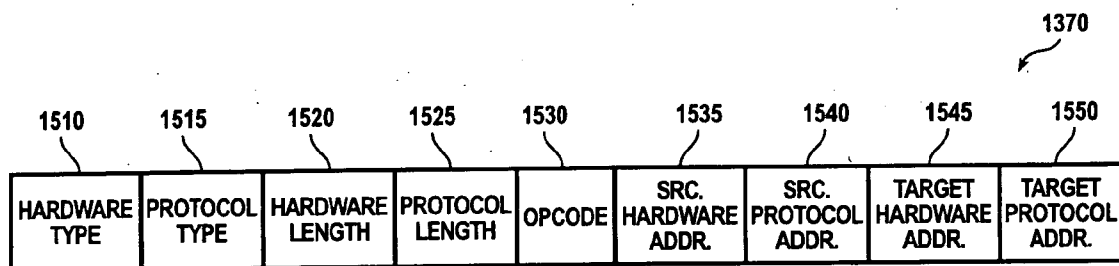 1370
1510 1515 1520 1525 1530 1535 1540 1545 1550
HARDWARE TYPE
PROTOCOL TYPE
HARDWARE LENGTH
PROTOCOL LENGTH
OPCODE
SRC. HARDWARE ADDR.
SRC. PROTOCOL ADDR.
TARGET HARDWARE ADDR.
TARGET PROTOCOL ADDR.